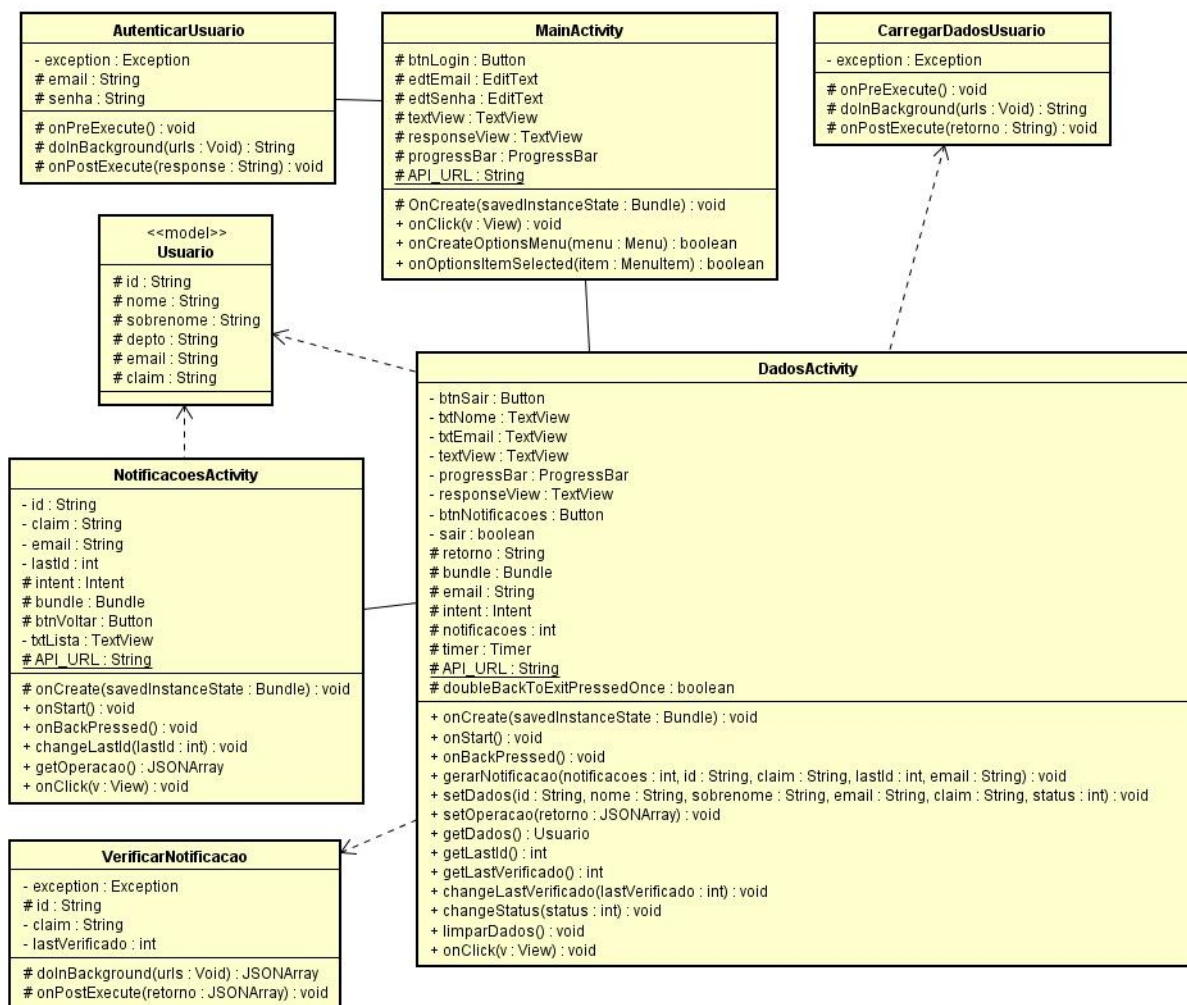 AutenticarUsuario
- exception : Exception
# email : String
# senha : String
# onPreExecute() : void
# doInBackground(urls : Void) : String
# onPostExecute(response : String) : void
MainActivity
# btnLogin : Button
# edtEmail : EditText
# edtSenha : EditText
# textView : TextView
# responseView : TextView
# progressBar : ProgressBar
# API_URL : String
# OnCreate(savedInstanceState : Bundle) : void
+ onClick(v : View) : void
+ onCreateOptionsMenu(menu : Menu) : boolean
+ onOptionsItemSelected(item : MenuItem) : boolean
CarregarDadosUsuario
- exception : Exception
# onPreExecute() : void
# doInBackground(urls : Void) : String
# onPostExecute(retorno : String) : void
<<model>>
Usuario
# id : String
# nome : String
# sobrenome : String
# depto : String
# email : String
# claim : String
DadosActivity
- btnSair : Button
- txtNome : TextView
- txtEmail : TextView
- textView : TextView
- progressBar : ProgressBar
- responseView : TextView
- btnNotificacoes : Button
- sair : boolean
# retorno : String
# bundle : Bundle
# email : String
# intent : Intent
# notificacoes : int
# timer : Timer
# API_URL : String
# doubleBackToExitPressedOnce : boolean
+ onCreate(savedInstanceState : Bundle) : void
+ onStart() : void
+ onBackPressed() : void
+ gerarNotificacao(notificacoes : int, id : String, claim : String, lastId : int, email : String) : void
+ setDados(id : String, nome : String, sobrenome : String, email : String, claim : String, status : int) : void
+ setOperacao(retorno : JSONArray) : void
+ getDados() : Usuario
+ getLastId() : int
+ getLastVerificado() : int
+ changeLastVerificado(lastVerificado : int) : void
+ changeStatus(status : int) : void
+ limparDados() : void
+ onClick(v : View) : void
NotificacoesActivity
- id : String
- claim : String
- email : String
- lastId : int
# intent : Intent
# bundle : Bundle
# btnVoltar : Button
- txtLista : TextView
# API_URL : String
# onCreate(savedInstanceState : Bundle) : void
+ onStart() : void
+ onBackPressed() : void
+ changeLastId(lastId : int) : void
+ getOperacao() : JSONArray
+ onClick(v : View) : void
VerificarNotificacao
- exception : Exception
# id : String
- claim : String
- lastVerificado : int
# doInBackground(urls : Void) : JSONArray
# onPostExecute(retorno : JSONArray) : void